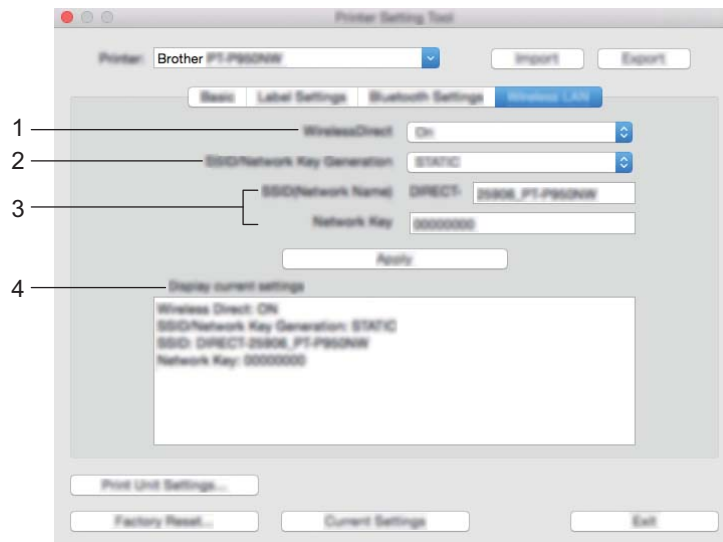 Printer Setting Tool
Printer: Brother PT-P950NW Import Export
Basic Label Settings Bluetooth Settings Wireless LAN
1 WirelessDirect On
2 SSID/Network Key Generation STATIC
3 SSID(Network Name) DIRECT- 25908_PT-P950NW
Network Key 00000000
Apply
4 Display current settings
Wireless Direct: ON
SSID/Network Key Generation: STATIC
SSID: DIRECT-25908_PT-P950NW
Network Key: 00000000
Print Unit Settings...
Factory Reset... Current Settings Exit